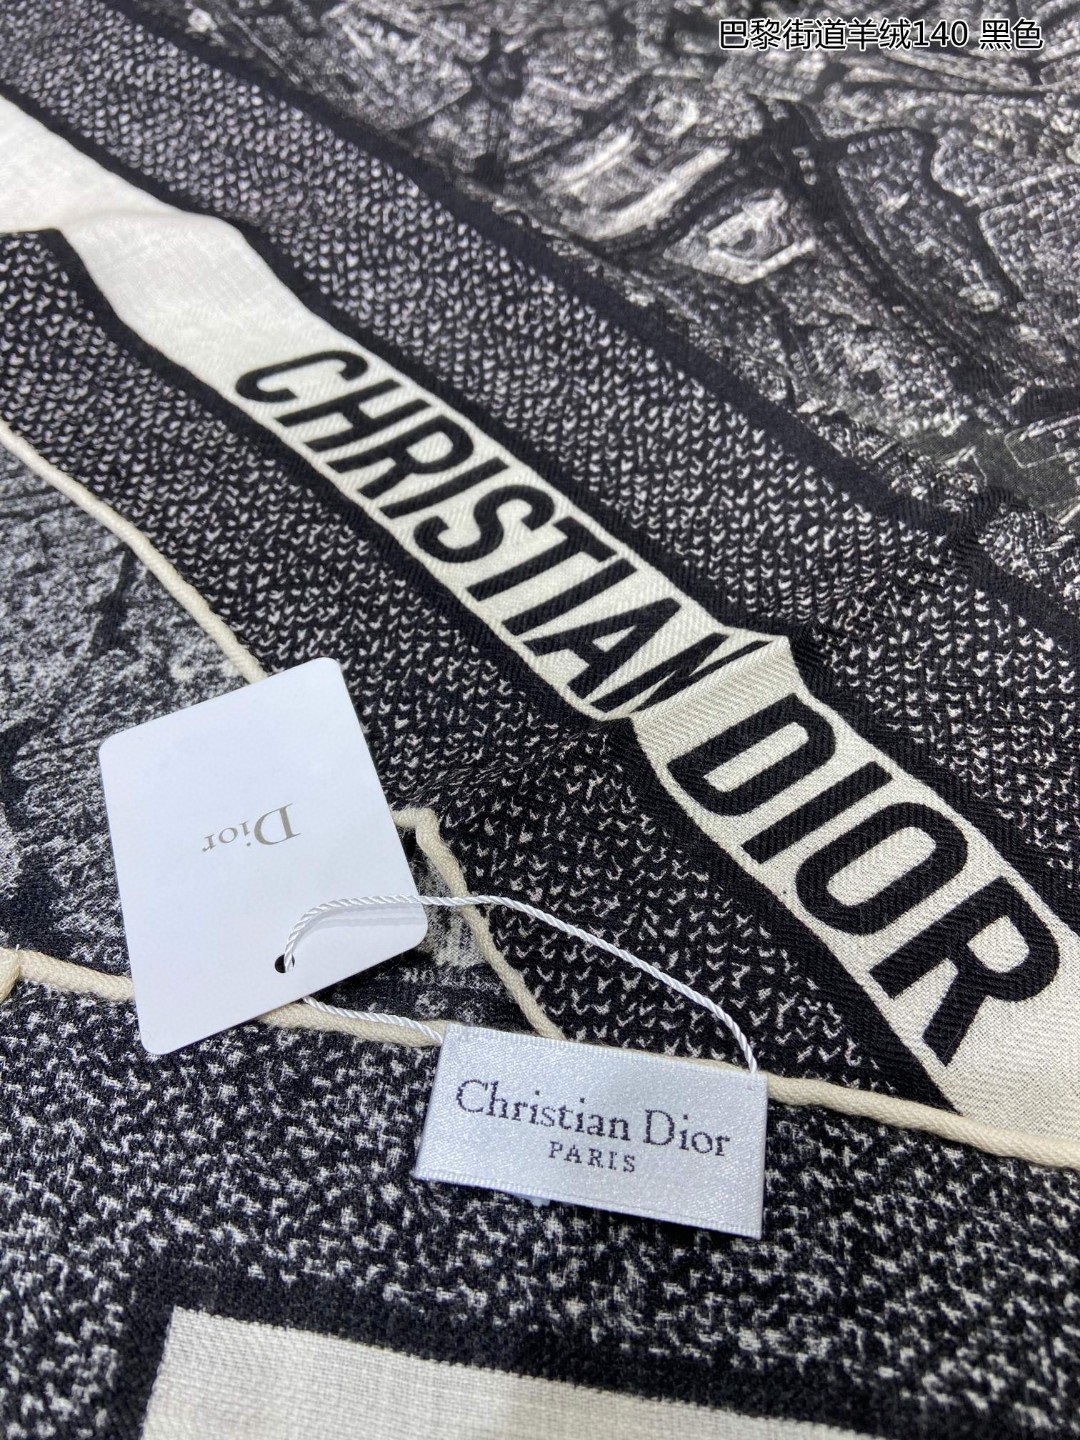 巴黎街道羊绒140 黑色
CHRISTIAN DIOR
Dior
Christian Dior
PARIS